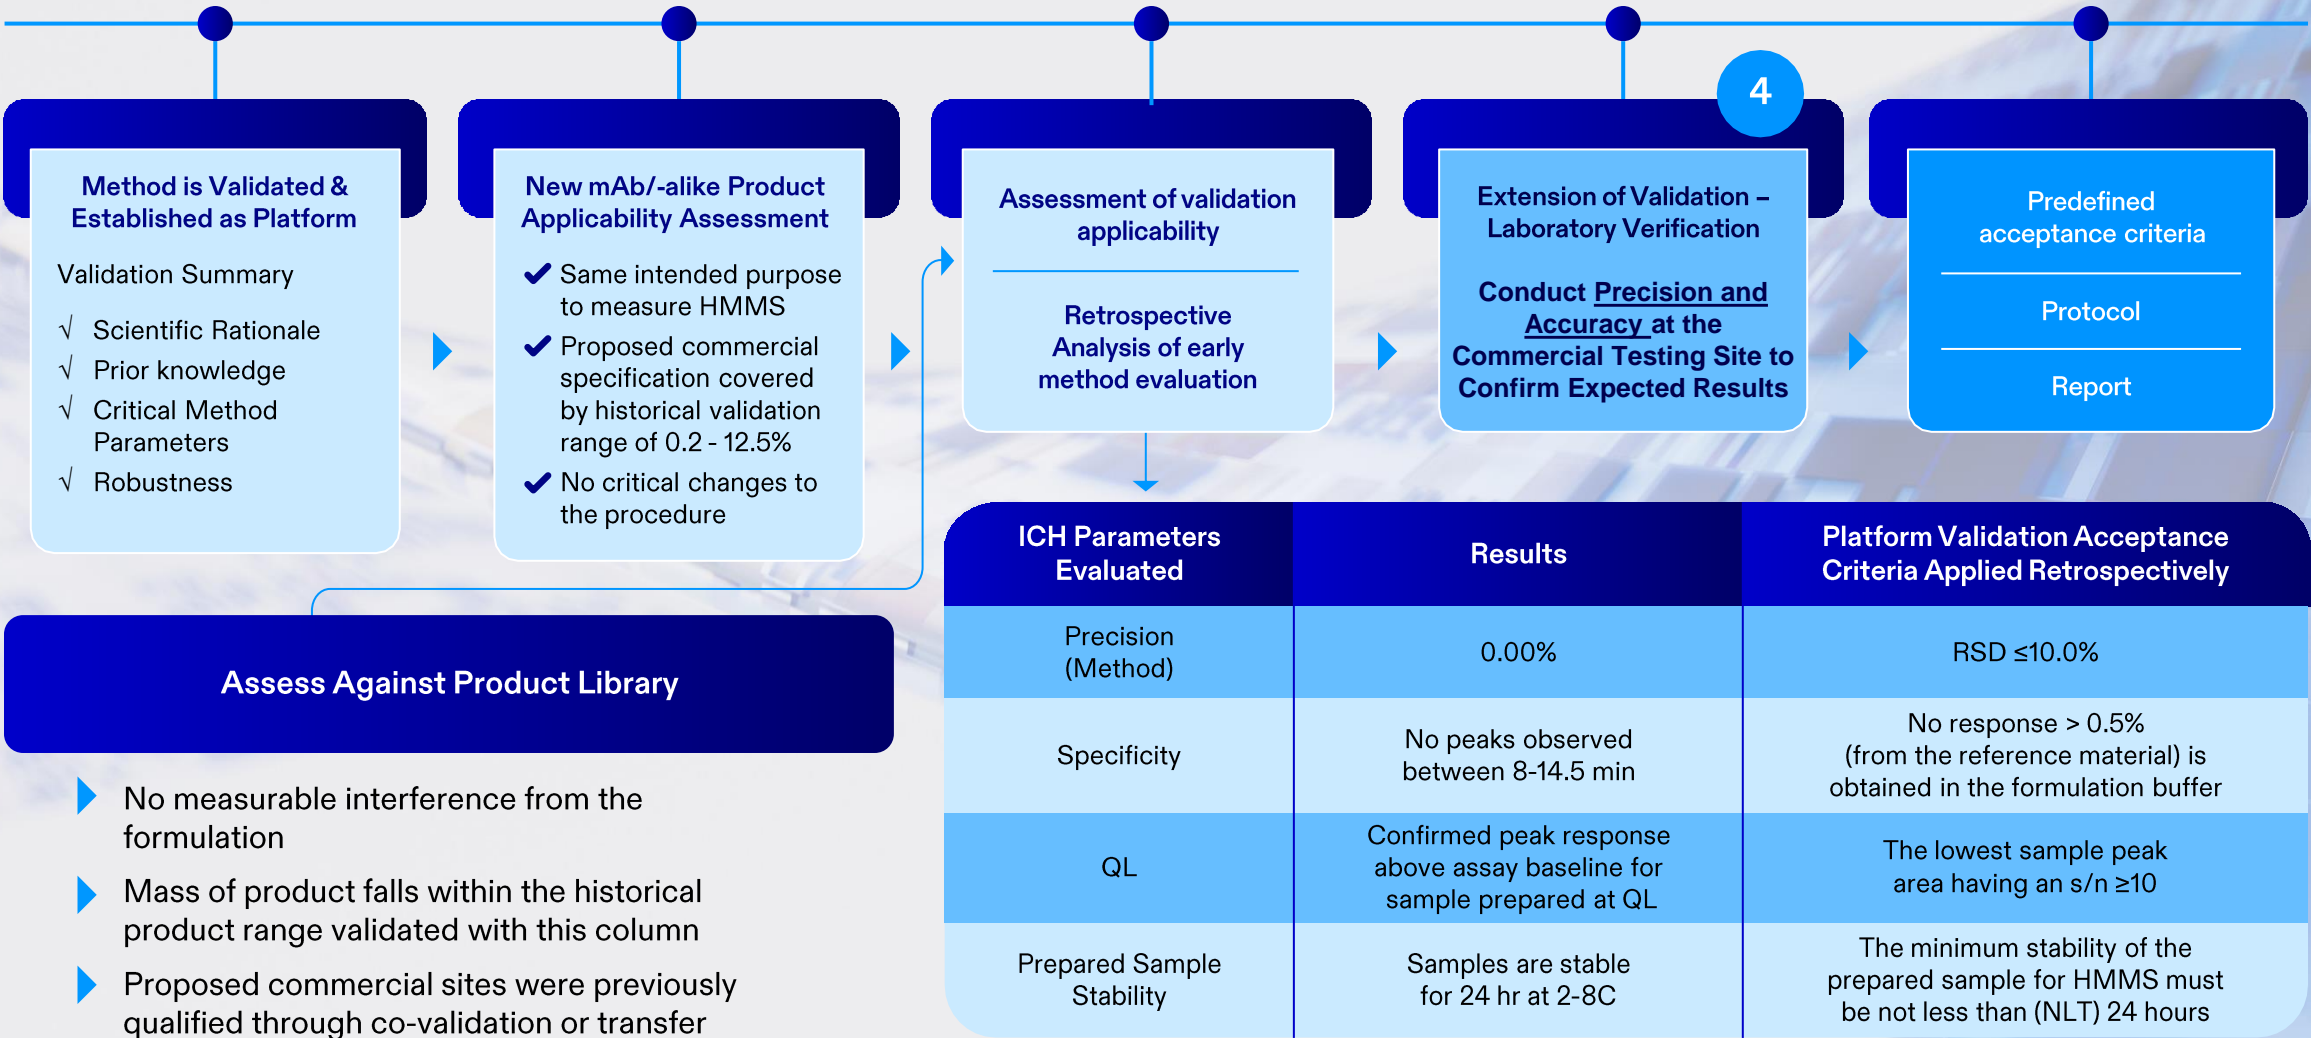 4
Method is Validated &
Established as Platform
Validation Summary
√ Scientific Rationale
√ Prior knowledge
√ Critical Method
Parameters
√ Robustness
New mAb/-alike Product
Applicability Assessment
Same intended purpose
to measure HMMS
Proposed commercial
specification covered
by historical validation
range of 0.2 - 12.5%
No critical changes to
the procedure
Assessment of validation
applicability
Retrospective
Analysis of early
method evaluation
Extension of Validation –
Laboratory Verification
Conduct Precision and
Accuracy at the
Commercial Testing Site to
Confirm Expected Results
Predefined
acceptance criteria
Protocol
Report
Assess Against Product Library
No measurable interference from the
formulation
Mass of product falls within the historical
product range validated with this column
Proposed commercial sites were previously
qualified through co-validation or transfer
ICH Parameters
Evaluated
Results
Platform Validation Acceptance
Criteria Applied Retrospectively
Precision
(Method)
0.00%
RSD ≤10.0%
Specificity
No peaks observed
between 8-14.5 min
No response > 0.5%
(from the reference material) is
obtained in the formulation buffer
QL
Confirmed peak response
above assay baseline for
sample prepared at QL
The lowest sample peak
area having an s/n ≥10
Prepared Sample
Stability
Samples are stable
for 24 hr at 2-8C
The minimum stability of the
prepared sample for HMMS must
be not less than (NLT) 24 hours